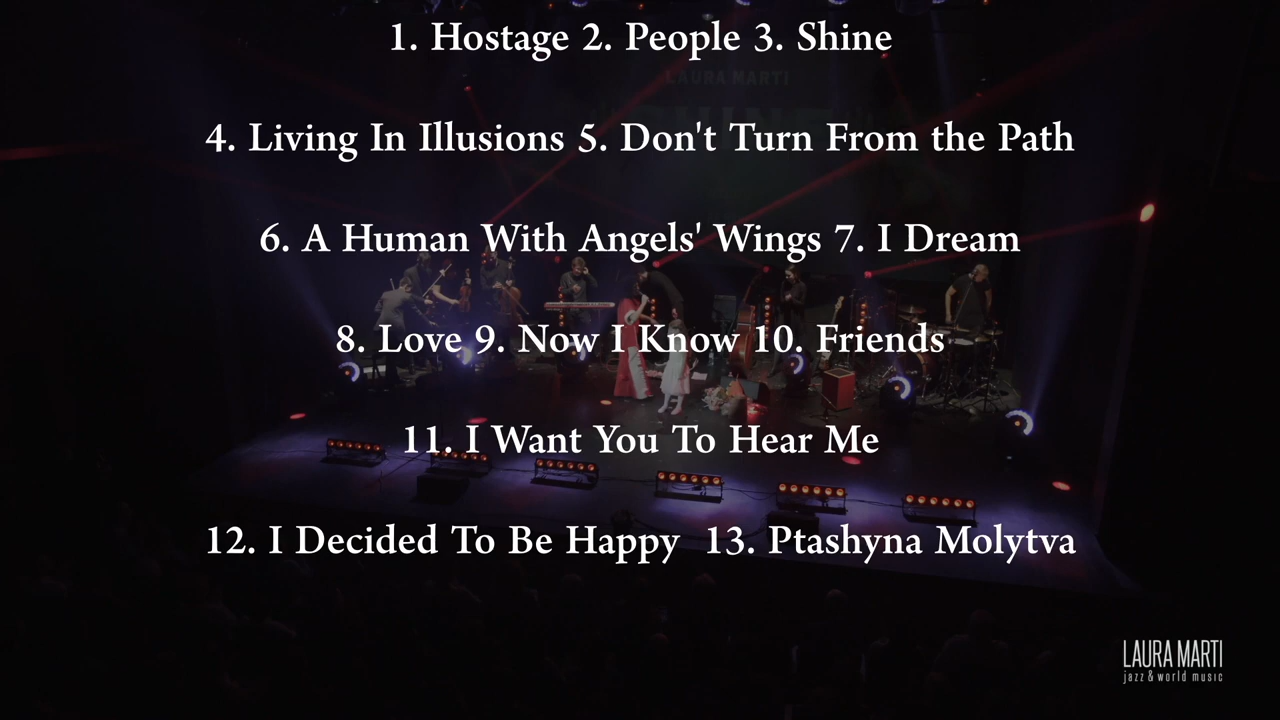 1. Hostage 2. People 3. Shine
LAURA MARTI
4. Living In Illusions 5. Don't Turn From the Path
6. A Human With Angels' Wings 7. I Dream
8. Love 9. Now I Know 10. Friends
11. I Want You To Hear Me
12. I Decided To Be Happy 13. Ptashyna Molytva
LAURA MARTI
jazz & world music